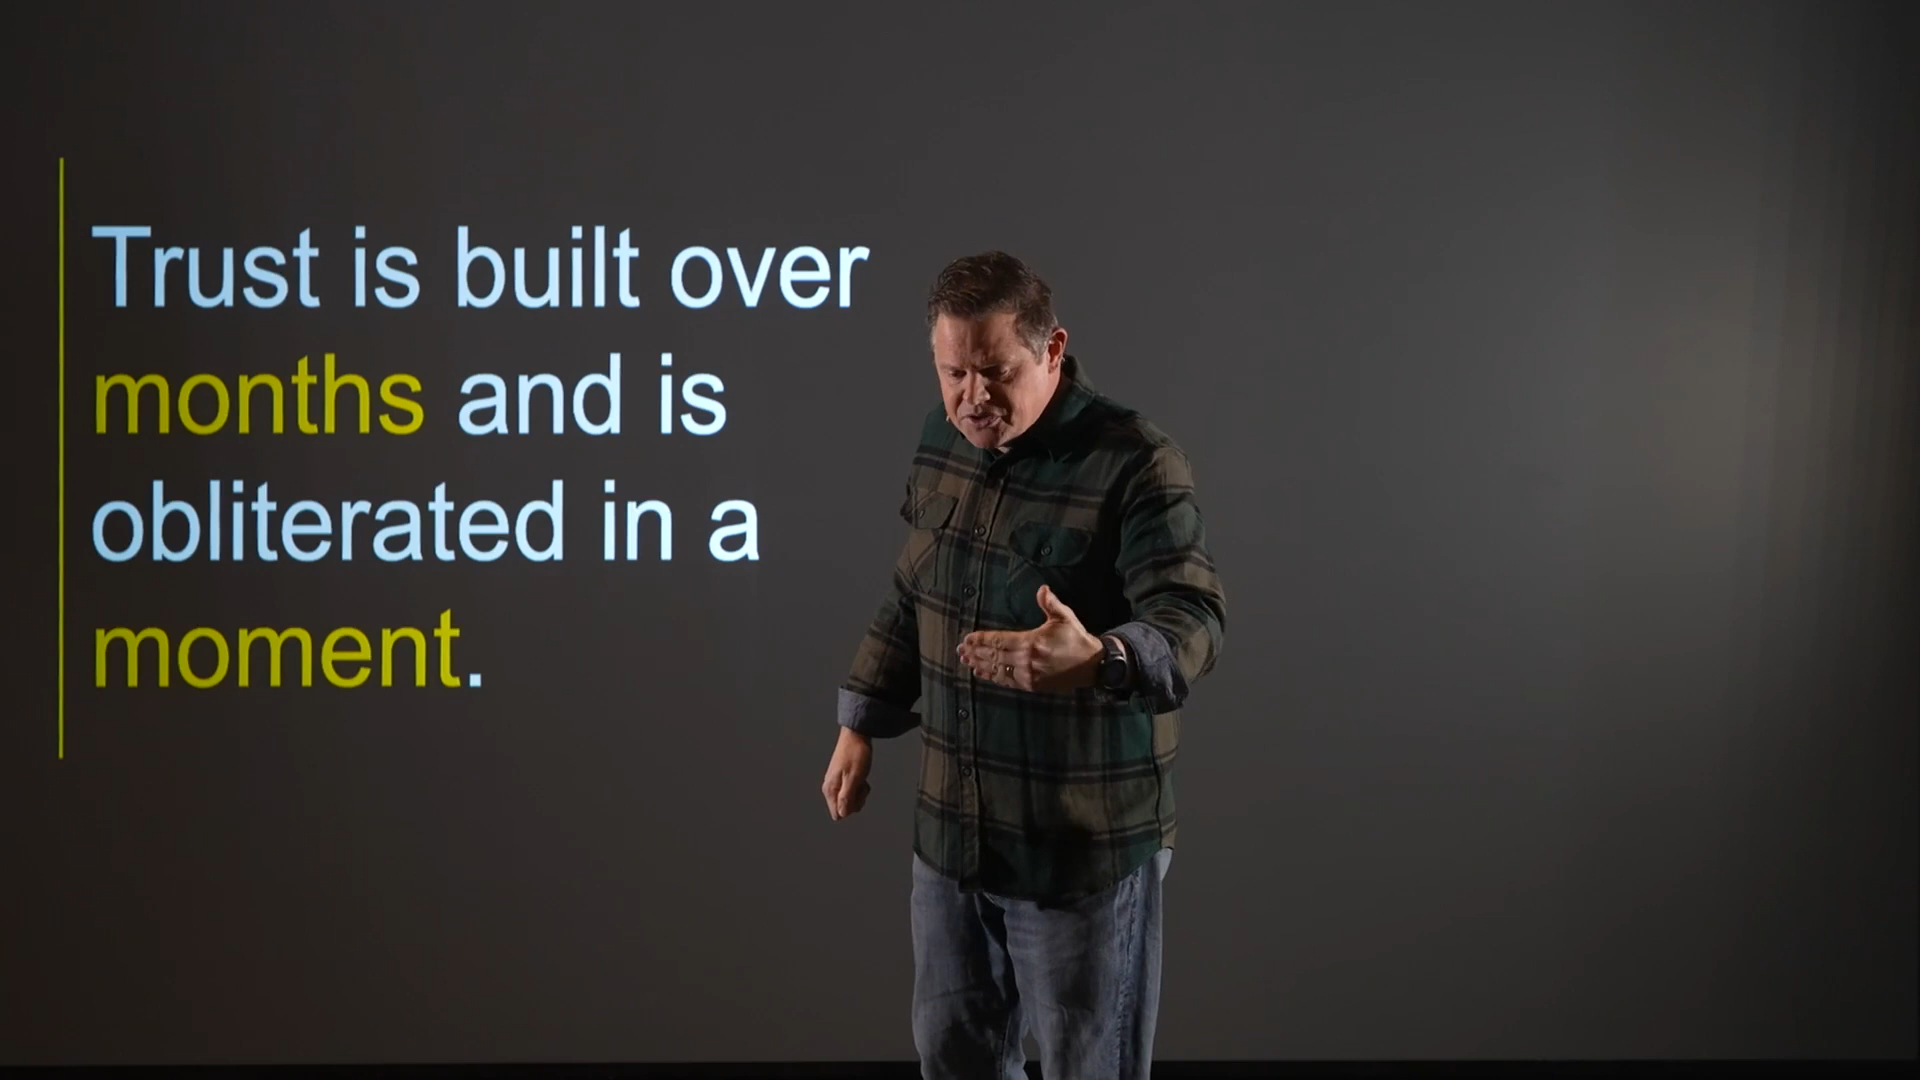 Trust is built over
months and is
obliterated in a
moment.